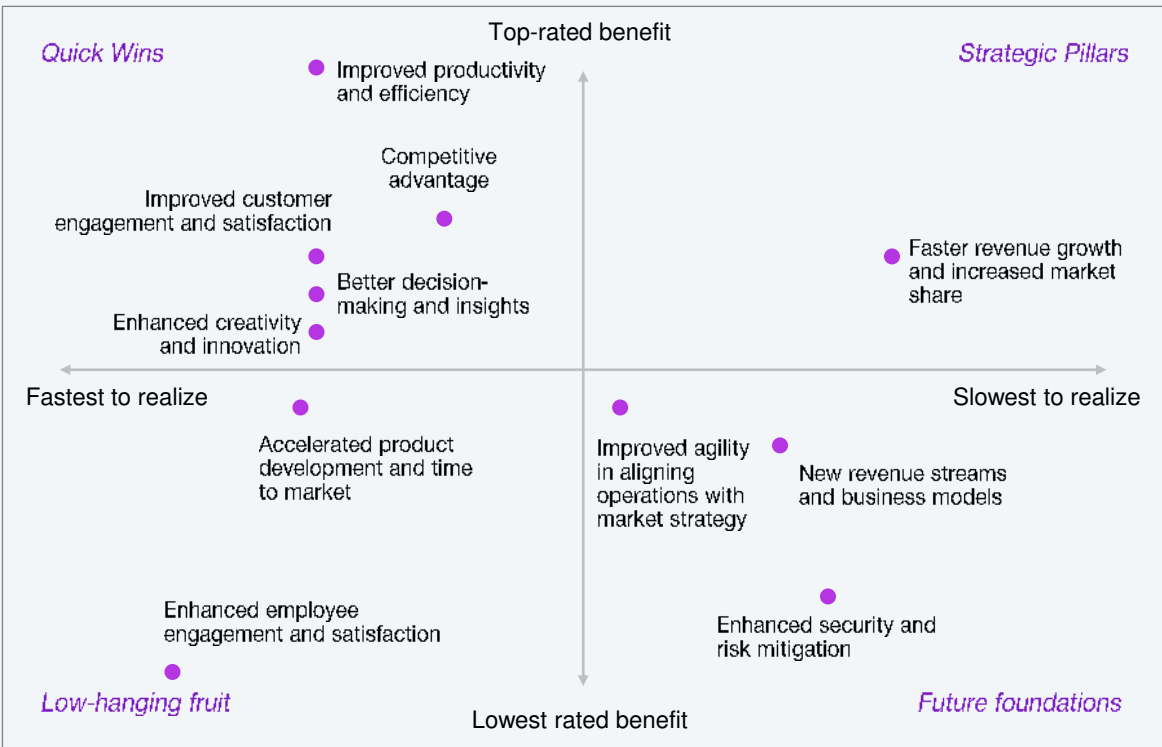 Top-rated benefit
Quick Wins
Strategic Pillars
Improved productivity
and efficiency
Competitive
advantage
Improved customer
engagement and satisfaction
Faster revenue growth
and increased market
share
Better decision-
making and insights
Enhanced creativity
and innovation
Fastest to realize
Slowest to realize
Accelerated product
development and time
to market
Improved agility
in aligning
operations with
market strategy
New revenue streams
and business models
Enhanced employee
engagement and satisfaction
Enhanced security and
risk mitigation
Low-hanging fruit
Future foundations
Lowest rated benefit